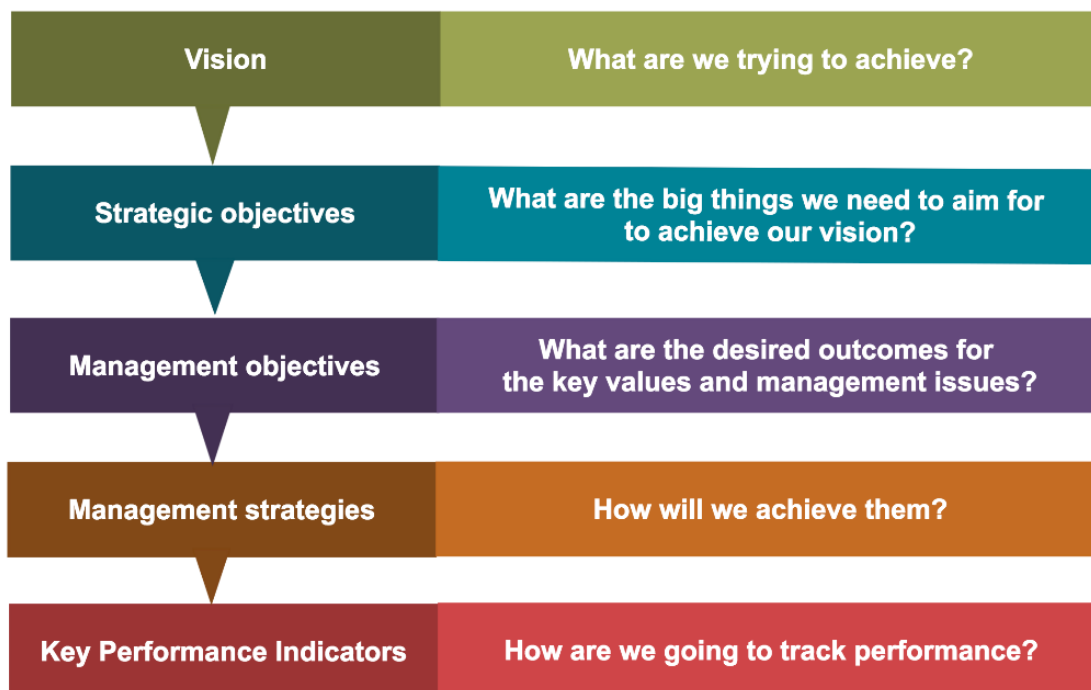 Vision
What are we trying to achieve?
Strategic objectives
What are the big things we need to aim for
to achieve our vision?
Management objectives
What are the desired outcomes for
the key values and management issues?
Management strategies
How will we achieve them?
Key Performance Indicators
How are we going to track performance?